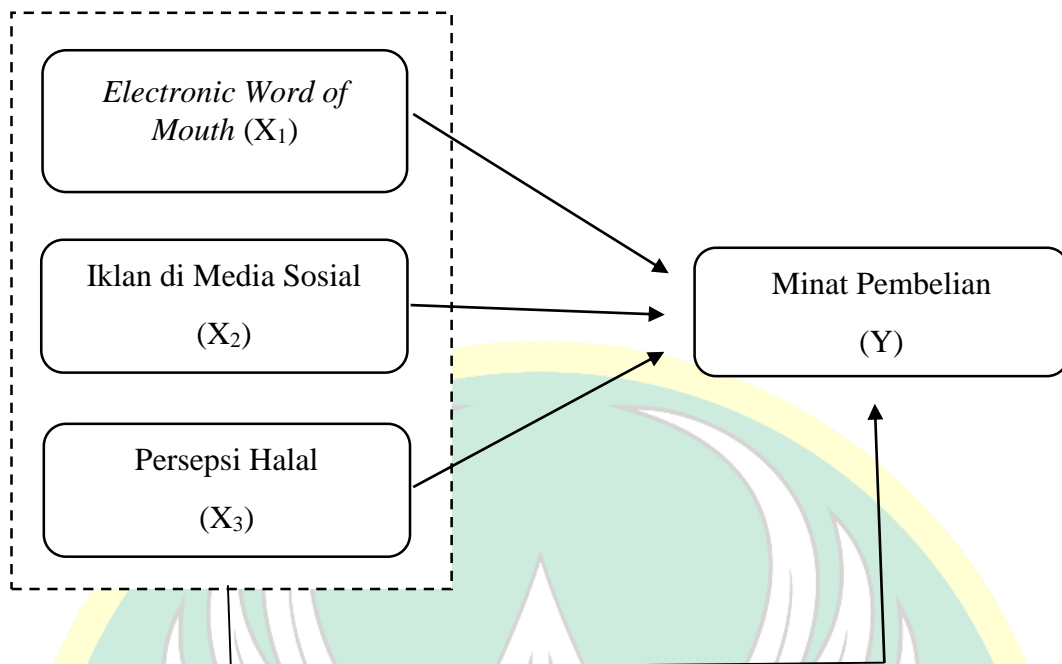 Electronic Word of
Mouth (X₁)
Iklan di Media Sosial
(X₂)
Persepsi Halal
(X₃)
Minat Pembelian
(Y)